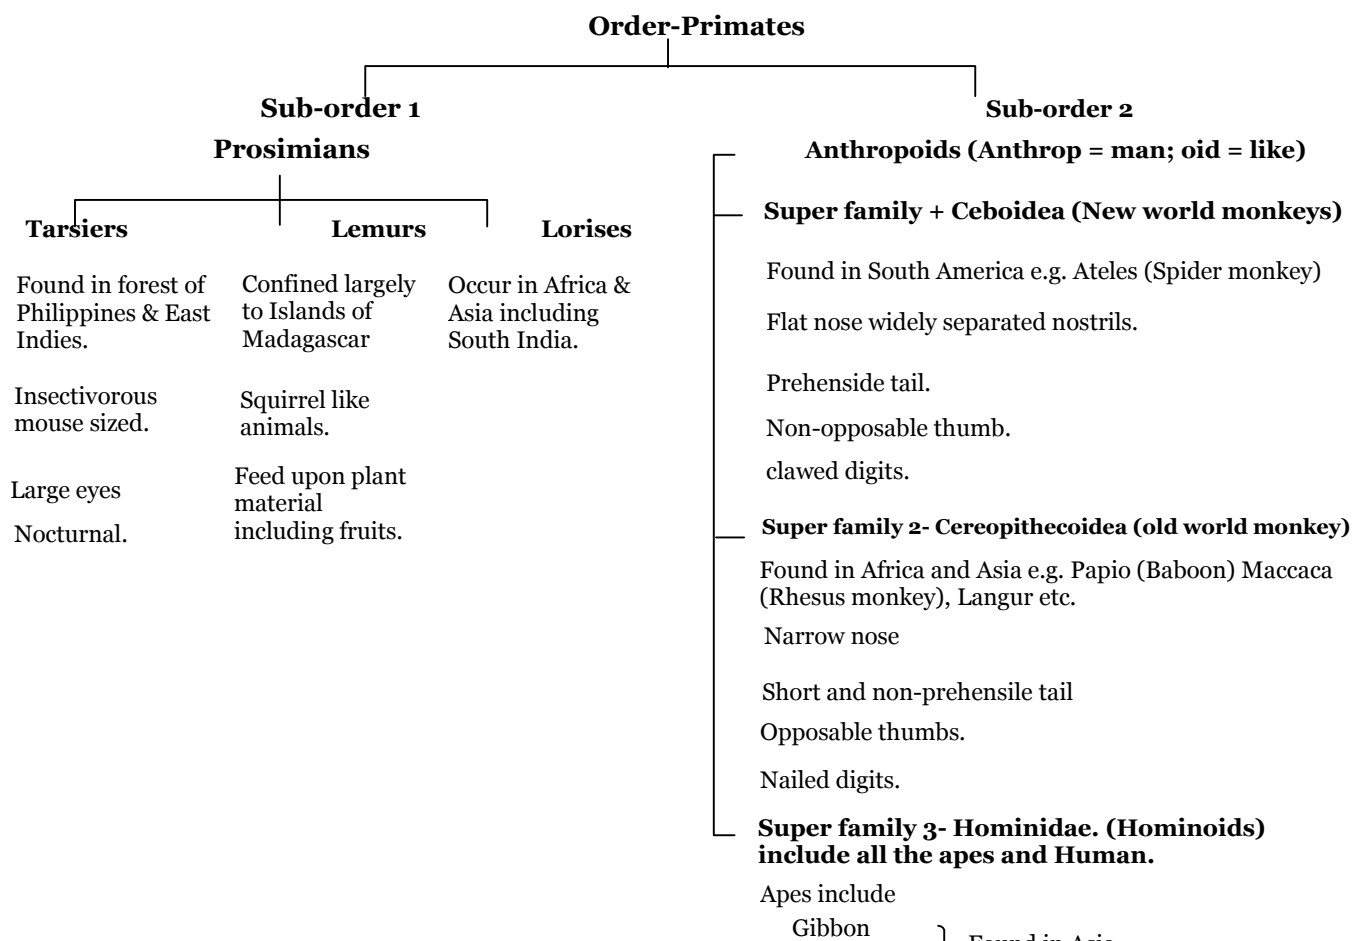 Order-Primates
Sub-order 1
Prosimians
Tarsiers
Found in forest of
Philippines & East
Indies.
Insectivorous
mouse sized.
Large eyes
Nocturnal.
Lemurs
Confined largely
to Islands of
Madagascar
Squirrel like
animals.
Feed upon plant
material
including fruits.
Lorises
Occur in Africa &
Asia including
South India.
Sub-order 2
Anthropoids (Anthrop = man; oid = like)
Super family + Ceboidea (New world monkeys)
Found in South America e.g. Ateles (Spider monkey)
Flat nose widely separated nostrils.
Prehenside tail.
Non-opposable thumb.
clawed digits.
Super family 2- Cereopithecoidea (old world monkey)
Found in Africa and Asia e.g. Papio (Baboon) Maccaca
(Rhesus monkey), Langur etc.
Narrow nose
Short and non-prehensile tail
Opposable thumbs.
Nailed digits.
Super family 3- Hominidae. (Hominoids)
include all the apes and Human.
Apes include
Gibbon
Found in Asia